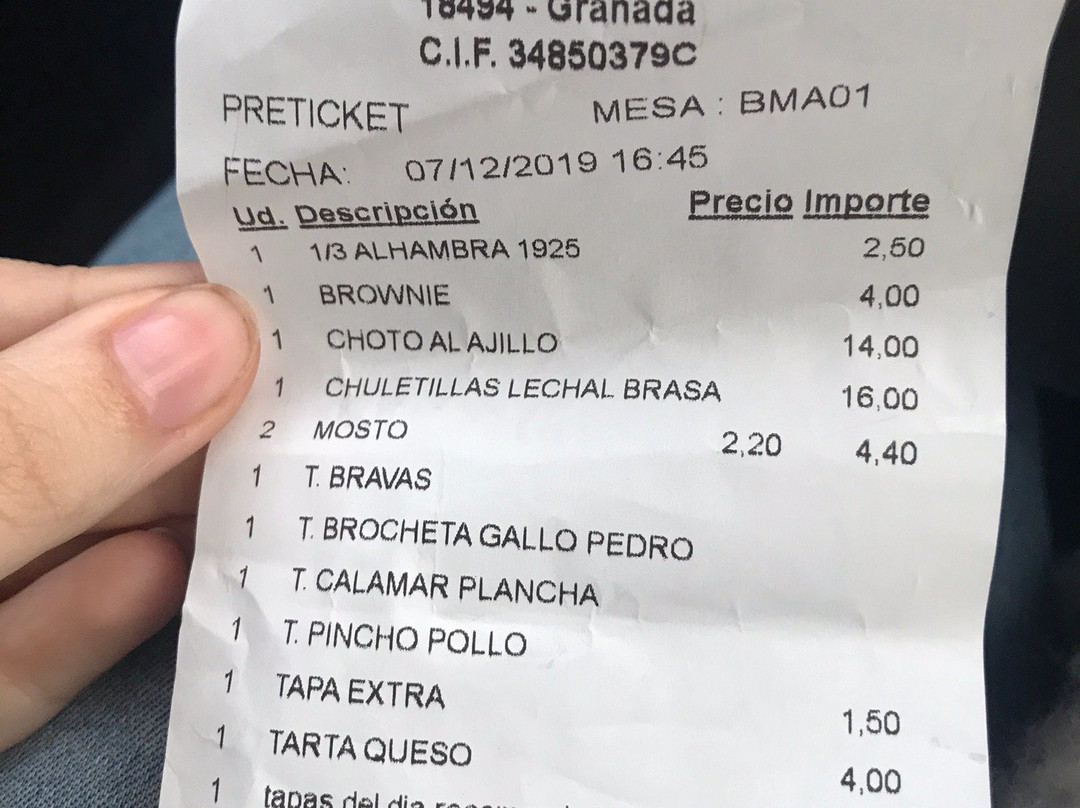 18494 - Granada
C.I.F. 34850379C
PRETICKET MESA : BMA01
FECHA: 07/12/2019 16:45
Ud. Descripción Precio Importe
1 1/3 ALHAMBRA 1925 2,50
1 BROWNIE 4,00
1 CHOTO AL AJILLO 14,00
1 CHULETILLAS LECHAL BRASA 16,00
2 MOSTO 2,20 4,40
1 T. BRAVAS
1 T. BROCHETA GALLO PEDRO
1 T. CALAMAR PLANCHA
1 T. PINCHO POLLO
1 TAPA EXTRA 1,50
1 TARTA QUESO 4,00
1 tapas del dia